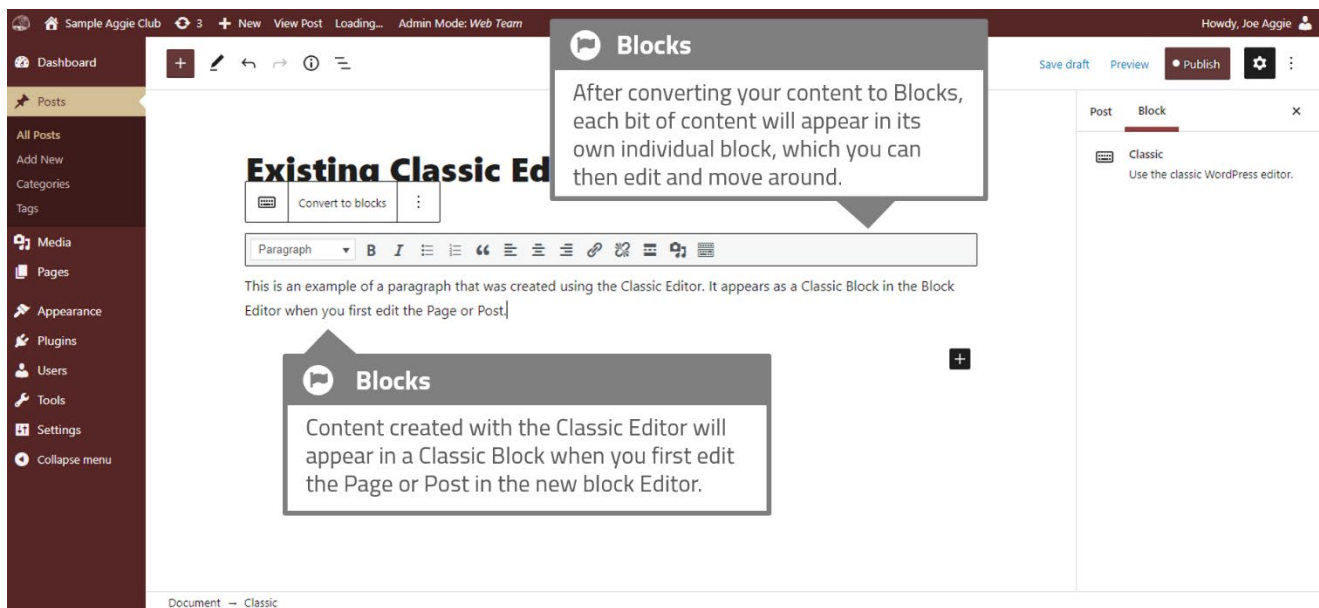 Sample Aggie Club 3 New View Post Loading... Admin Mode: Web Team
Howdy, Joe Aggie
Dashboard
Posts
All Posts
Add New
Categories
Tags
Media
Pages
Appearance
Plugins
Users
Tools
Settings
Collapse menu
Save draft Preview Publish
Blocks
After converting your content to Blocks,
each bit of content will appear in its
own individual block, which you can
then edit and move around.
Existing Classic Ed
Convert to blocks
Paragraph B I
This is an example of a paragraph that was created using the Classic Editor. It appears as a Classic Block in the Block
Editor when you first edit the Page or Post.
Blocks
Content created with the Classic Editor will
appear in a Classic Block when you first edit
the Page or Post in the new block Editor.
Post Block
Classic
Use the classic WordPress editor.
Document → Classic